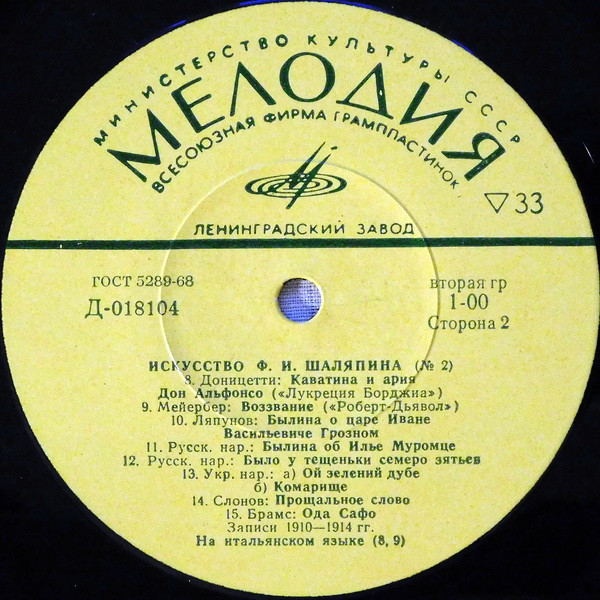 МИНИСТЕРСТВО КУЛЬТУРЫ СССР
МЕЛОДИЯ
ВСЕСОЮЗНАЯ ФИРМА ГРАМПЛАСТИНОК
▽33
ЛЕНИНГРАДСКИЙ ЗАВОД
ГОСТ 5289-68
Д-018104
вторая гр
1-00
Сторона 2
ИСКУССТВО Ф. И. ШАЛЯПИНА (№ 2)
8. Доницетти: Каватина и ария
Дон Альфонсо («Лукреция Борджиа»)
9. Мейербер: Воззвание («Роберт-Дьявол»)
10. Ляпунов: Былина о царе Иване
Васильевиче Грозном
11. Русск. нар.: Былина об Илье Муромце
12. Русск. нар.: Было у тещеньки семеро зятьев
13. Укр. нар.: а) Ой зелений дубе
б) Комарище
14. Слонов: Прощальное слово
15. Брамс: Ода Сафо
Записи 1910—1914 гг.
На итальянском языке (8, 9)